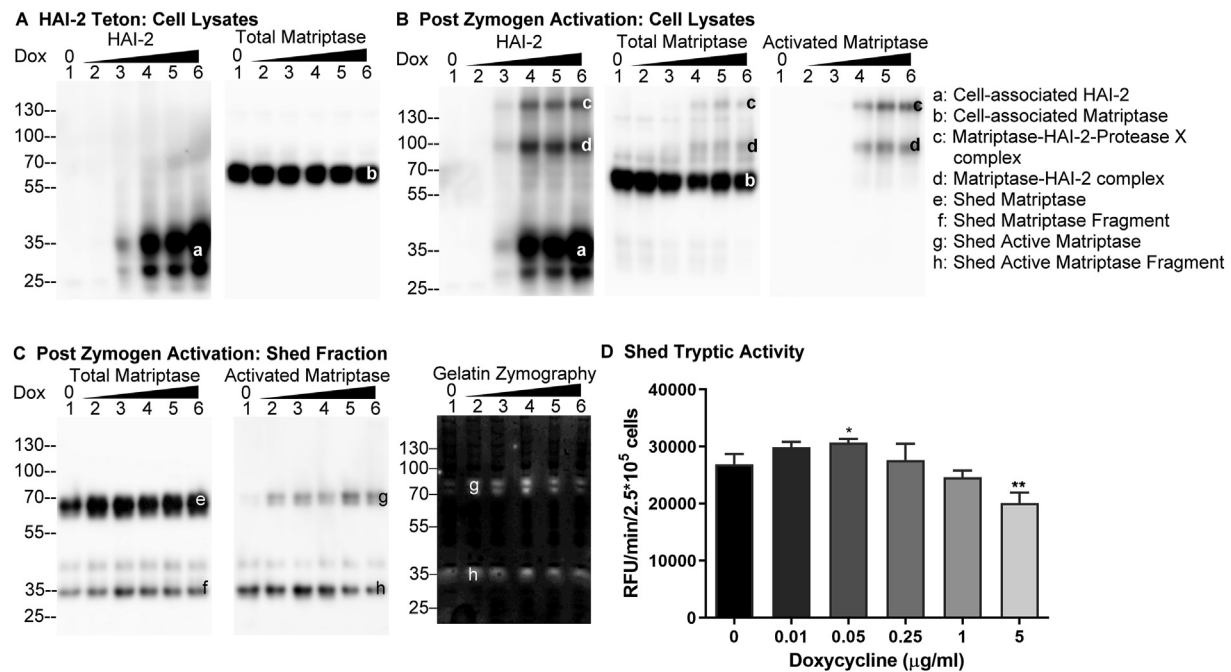 A HAI-2 Teton: Cell Lysates
HAI-2
Total Matriptase
Dox
0
1 2 3 4 5 6
0
1 2 3 4 5 6
130--
100--
70--
55--
35--
25--
a
b
B Post Zymogen Activation: Cell Lysates
HAI-2
Total Matriptase
Activated Matriptase
Dox
0
1 2 3 4 5 6
0
1 2 3 4 5 6
0
1 2 3 4 5 6
130--
100--
70--
55--
35--
25--
c
d
a
c
d
b
c
d
a: Cell-associated HAI-2
b: Cell-associated Matriptase
c: Matriptase-HAI-2-Protease X
complex
d: Matriptase-HAI-2 complex
e: Shed Matriptase
f: Shed Matriptase Fragment
g: Shed Active Matriptase
h: Shed Active Matriptase Fragment
C Post Zymogen Activation: Shed Fraction
Total Matriptase
Activated Matriptase
Gelatin Zymography
Dox
0
1 2 3 4 5 6
0
1 2 3 4 5 6
0
1 2 3 4 5 6
130--
100--
70--
55--
35--
25--
e
f
g
h
130--
100--
70--
55--
35--
25--
g
h
D Shed Tryptic Activity
RFU/min/2.5*10⁵ cells
40000
30000
20000
10000
0
*
**
0 0.01 0.05 0.25 1 5
Doxycycline (µg/ml)